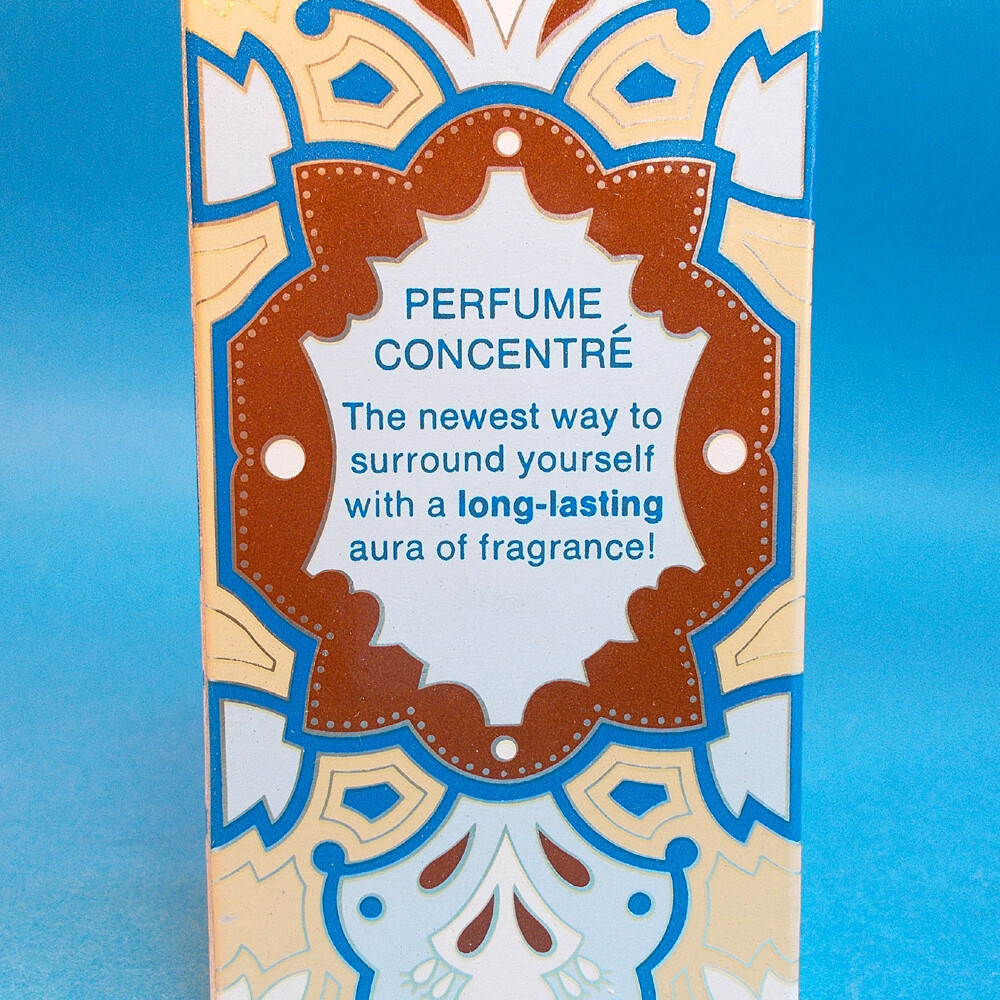 PERFUME
CONCENTRÉ
The newest way to
surround yourself
with a long-lasting
aura of fragrance!